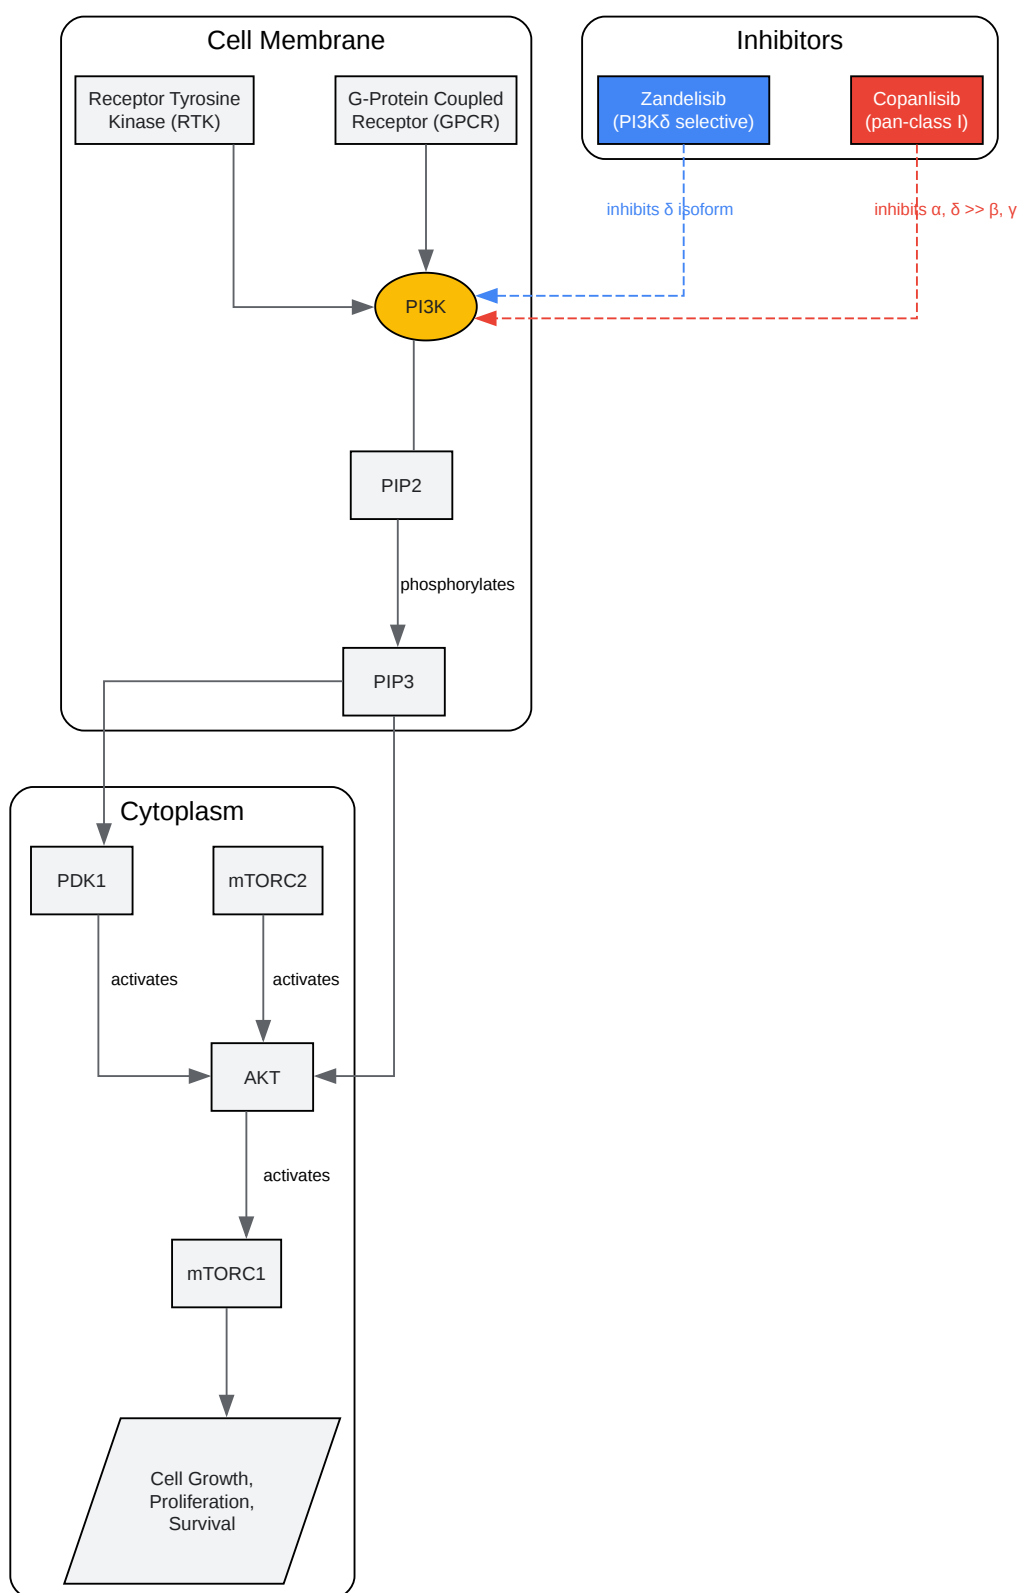 Cell Membrane
Inhibitors
Receptor Tyrosine
Kinase (RTK)
G-Protein Coupled
Receptor (GPCR)
Zandelisib
(PI3Kδ selective)
Copanlisib
(pan-class I)
inhibits δ isoform
inhibits α, δ >> β, γ
PI3K
PIP2
phosphorylates
PIP3
Cytoplasm
PDK1
mTORC2
activates
activates
AKT
activates
mTORC1
Cell Growth,
Proliferation,
Survival